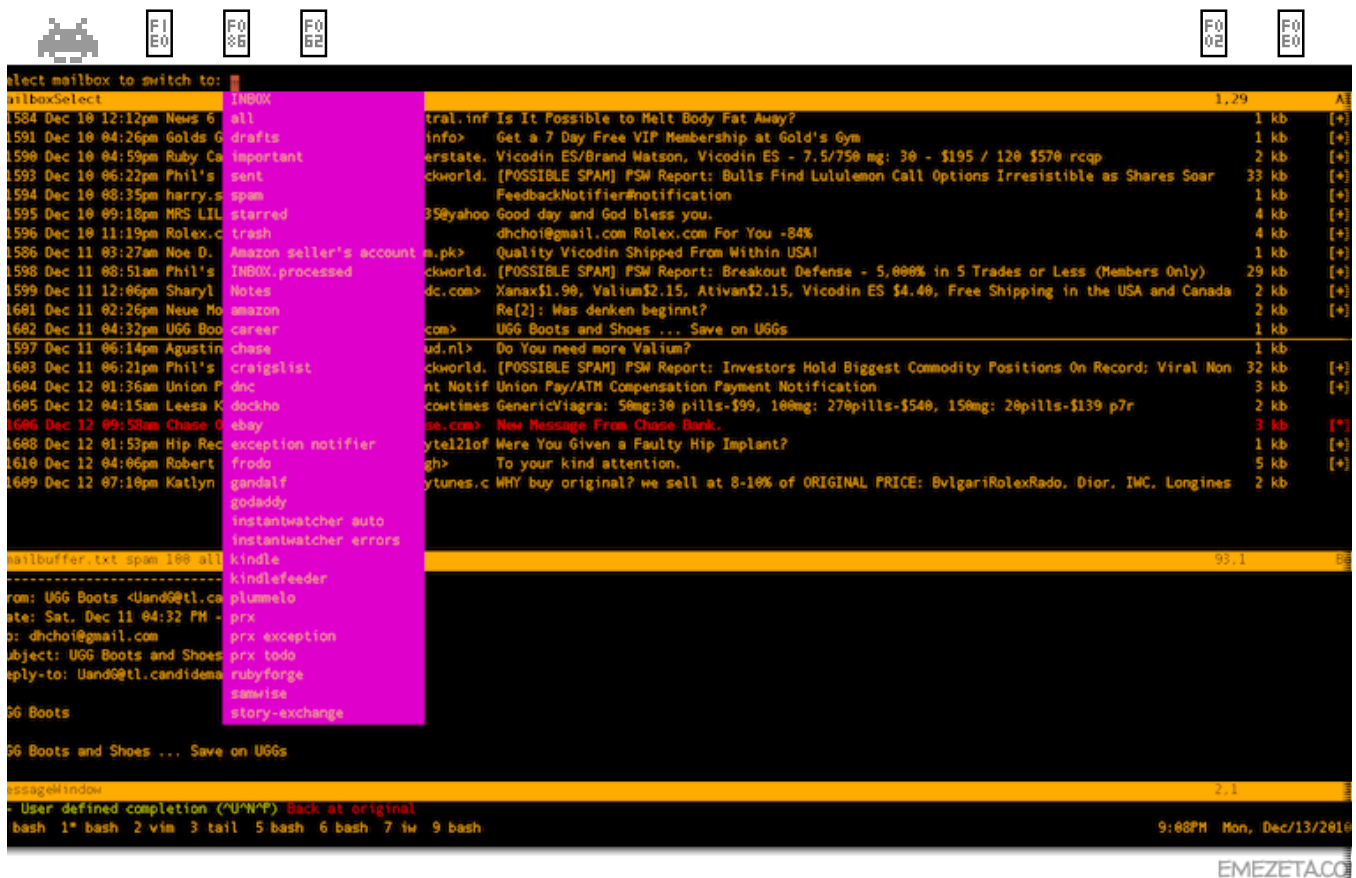 F1E0 F086 F062 F002 F0E0
elect mailbox to switch to:
ailboxSelect INBOX 1,29 Al
1584 Dec 10 12:12pm News 6 all tral.inf Is It Possible to Melt Body Fat Away? 1 kb [+]
1591 Dec 10 04:26pm Golds G drafts info> Get a 7 Day Free VIP Membership at Gold's Gym 1 kb [+]
1590 Dec 10 04:59pm Ruby Ca important erstate. Vicodin ES/Brand Watson, Vicodin ES - 7.5/750 mg: 30 - $195 / 120 $570 rcqp 2 kb [+]
1593 Dec 10 06:22pm Phil's sent ckworld. [POSSIBLE SPAM] PSW Report: Bulls Find Lululemon Call Options Irresistible as Shares Soar 33 kb [+]
1594 Dec 10 08:35pm harry.s spam FeedbackNotifier#notification 1 kb [+]
1595 Dec 10 09:18pm MRS LIL starred 35@yahoo Good day and God bless you. 4 kb [+]
1596 Dec 10 11:19pm Rolex.c trash dhchoi@gmail.com Rolex.com For You -84% 4 kb [+]
1586 Dec 11 03:27am Noe D. Amazon seller's account m.pk> Quality Vicodin Shipped From Within USA! 1 kb [+]
1598 Dec 11 08:51am Phil's INBOX.processed ckworld. [POSSIBLE SPAM] PSW Report: Breakout Defense - 5,000% in 5 Trades or Less (Members Only) 29 kb [+]
1599 Dec 11 12:06pm Sharyl Notes dc.com> Xanax$1.90, Valium$2.15, Ativan$2.15, Vicodin ES $4.40, Free Shipping in the USA and Canada 2 kb [+]
1601 Dec 11 02:26pm Neue Mo amazon Re[2]: Was denken beginnt? 2 kb [+]
1602 Dec 11 04:32pm UGG Boo career com> UGG Boots and Shoes ... Save on UGGs 1 kb
1597 Dec 11 06:14pm Agustin chase ud.nl> Do You need more Valium? 1 kb
1603 Dec 11 06:21pm Phil's craigslist ckworld. [POSSIBLE SPAM] PSW Report: Investors Hold Biggest Commodity Positions On Record; Viral Non 32 kb [+]
1604 Dec 12 01:36am Union P dnc nt Notif Union Pay/ATM Compensation Payment Notification 3 kb [+]
1605 Dec 12 04:15am Leesa K dockho cowtimes GenericViagra: 50mg:30 pills-$99, 100mg: 270pills-$540, 150mg: 20pills-$139 p7r 2 kb
1606 Dec 12 09:58am Chase O ebay se.com> New Message From Chase Bank. 3 kb [*]
1608 Dec 12 01:53pm Hip Rec exception notifier yte121of Were You Given a Faulty Hip Implant? 1 kb [+]
1610 Dec 12 04:06pm Robert frodo gh> To your kind attention. 5 kb [+]
1609 Dec 12 07:10pm Katlyn gandalf ytunes.c WHY buy original? we sell at 8-10% of ORIGINAL PRICE: BvlgariRolexRado, Dior, IWC, Longines 2 kb
godaddy
instantwatcher auto
instantwatcher errors
mailbuffer.txt spam 100 all kindle 93,1
kindlefeeder
rom: UGG Boots <UandG@tl.ca plummelo
ate: Sat, Dec 11 04:32 PM - prx
o: dhchoi@gmail.com prx exception
ubject: UGG Boots and Shoes prx todo
eply-to: UandG@tl.candidema rubyforge
samwise
GG Boots story-exchange
GG Boots and Shoes ... Save on UGGs
essageWindow 2,1
- User defined completion (^U^N^P) Back at original
bash 1* bash 2 vim 3 tail 5 bash 6 bash 7 iw 9 bash 9:08PM Mon, Dec/13/2010
EMEZETA.CO